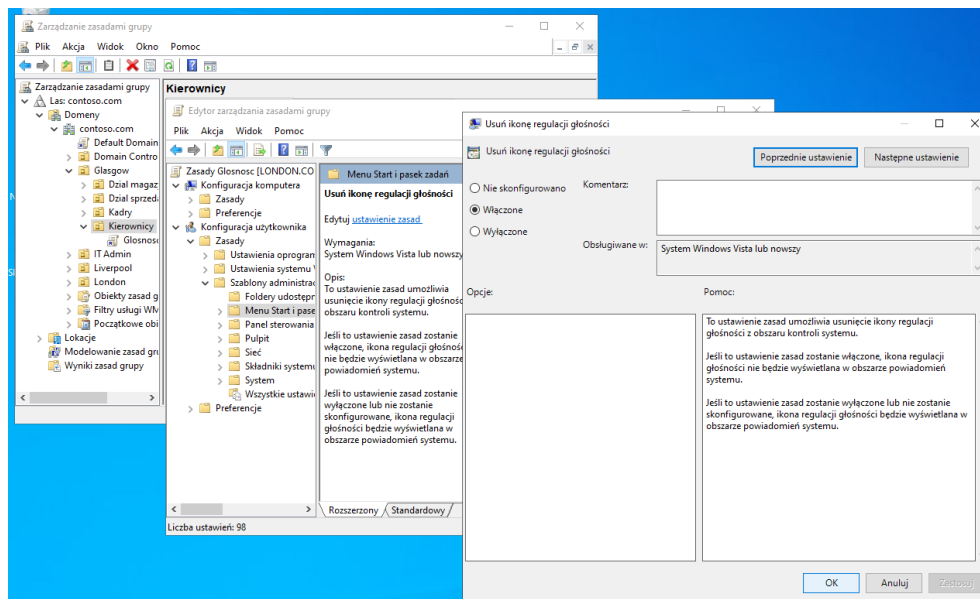 Zarządzanie zasadami grupy
Plik Akcja Widok Okno Pomoc
Zarządzanie zasadami grupy
Las: contoso.com
Domeny
contoso.com
Default Domain
Domain Contro
Glasgow
Dzial magaz
Dzial sprzed
Kadry
Kierownicy
Glosnos
IT Admin
Liverpool
London
Obiekty zasad g
Filtry usługi WM
Początkowe obi
Lokacje
Modelowanie zasad gru
Wyniki zasad grupy
Kierownicy
Edytor zarządzania zasadami grupy
Plik Akcja Widok Pomoc
Zasady Glosnosc [LONDON.CO
Konfiguracja komputera
Zasady
Preferencje
Konfiguracja użytkownika
Zasady
Ustawienia oprogram
Ustawienia systemu
Szablony administrac
Foldery udostępr
Menu Start i pase
Panel sterowania
Pulpit
Sieć
Składniki systemu
System
Wszystkie ustawi
Preferencje
Liczba ustawień: 98
Menu Start i pasek zadań
Usuń ikonę regulacji głośności
Edytuj ustawienie zasad
Wymagania:
System Windows Vista lub nowszy
Opis:
To ustawienie zasad umożliwia
usunięcie ikony regulacji głośnośc
obszaru kontroli systemu.
Jeśli to ustawienie zasad zostanie
włączone, ikona regulacji głośnośc
nie będzie wyświetlana w obszarze
powiadomień systemu.
Jeśli to ustawienie zasad zostanie
wyłączone lub nie zostanie
skonfigurowane, ikona regulacji
głośności będzie wyświetlana w
obszarze powiadomień systemu.
Rozszerzony Standardowy
Usuń ikonę regulacji głośności
Usuń ikonę regulacji głośności
Poprzednie ustawienie Następne ustawienie
Nie skonfigurowano
Włączone
Wyłączone
Komentarz:
Obsługiwane w: System Windows Vista lub nowszy
Opcje: Pomoc:
To ustawienie zasad umożliwia usunięcie ikony regulacji
głośności z obszaru kontroli systemu.
Jeśli to ustawienie zasad zostanie włączone, ikona regulacji
głośności nie będzie wyświetlana w obszarze powiadomień
systemu.
Jeśli to ustawienie zasad zostanie wyłączone lub nie zostanie
skonfigurowane, ikona regulacji głośności będzie wyświetlana w
obszarze powiadomień systemu.
OK Anuluj Zastosuj